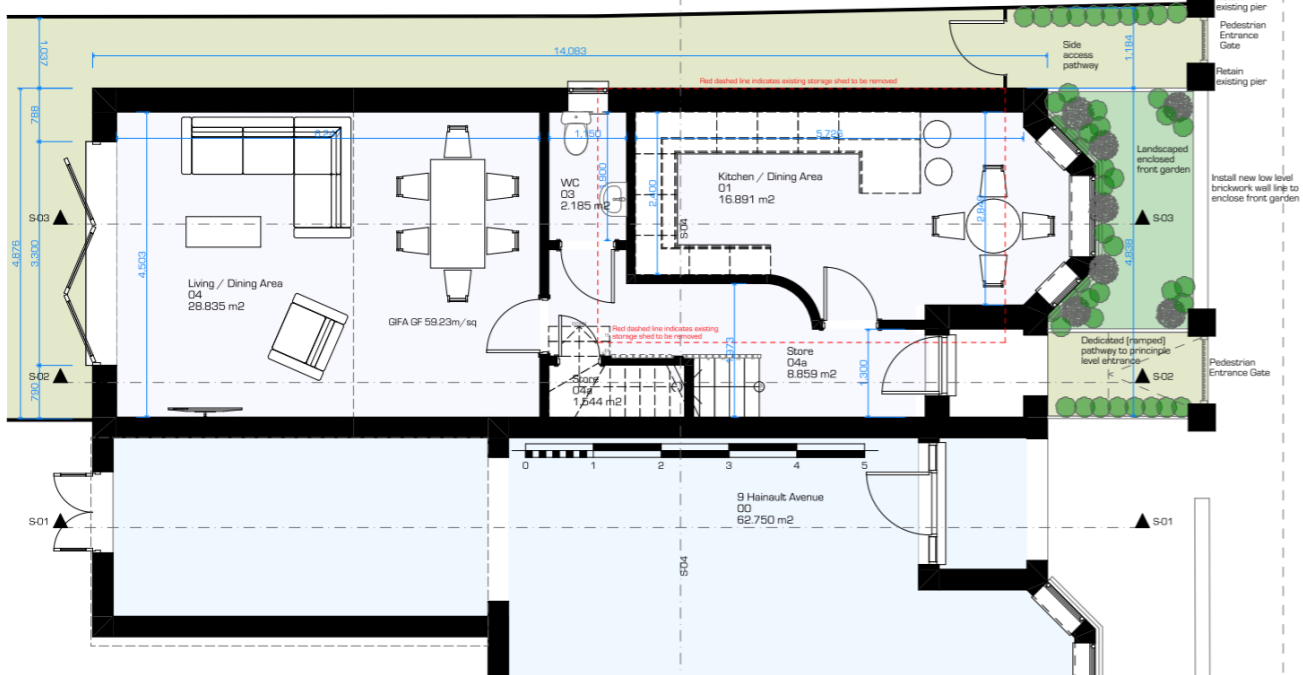 existing pier
Pedestrian
Entrance
Gate
Side
access
pathway
Retain
existing pier
1.037
14.083
1.184
Red dashed line indicates existing storage shed to be removed
788
4.876
3.300
790
4.503
1.150
5.726
2.400
WC
03
2.185 m2
Kitchen / Dining Area
01
16.891 m2
Landscaped
enclosed
front garden
Install new low level
brickwork wall line to
enclose front garden
S-03
S-04
S-03
4.838
Living / Dining Area
04
28.835 m2
GIFA GF 59.23m/sq
Red dashed line indicates existing
storage shed to be removed
Store
04a
8.859 m2
1.300
Dedicated [ramped]
pathway to principle
level entrance
Pedestrian
Entrance Gate
S-02
Store
04a
1.544 m2
S-02
0 1 2 3 4 5
9 Hainault Avenue
00
62.750 m2
S-01
S-01
S-04